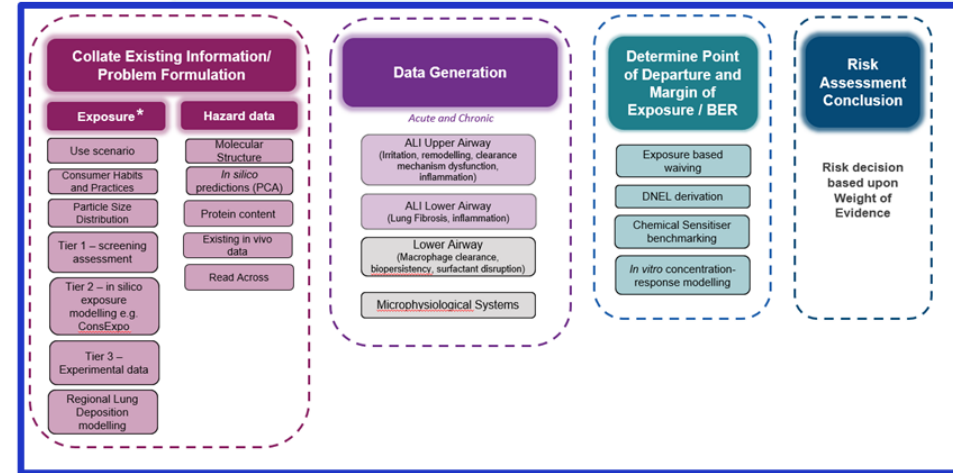 Collate Existing Information/
Problem Formulation
Exposure*
Hazard data
Use scenario
Consumer Habits
and Practices
Particle Size
Distribution
Tier 1 – screening
assessment
Tier 2 – in silico
exposure
modelling e.g.
ConsExpo
Tier 3 –
Experimental data
Regional Lung
Deposition
modelling
Molecular
Structure
In silico
predictions (PCA)
Protein content
Existing in vivo
data
Read Across
Data Generation
Acute and Chronic
ALI Upper Airway
(Irritation, remodelling, clearance
mechanism dysfunction,
inflammation)
ALI Lower Airway
(Lung Fibrosis, inflammation)
Lower Airway
(Macrophage clearance,
biopersistency, surfactant disruption)
Microphysiological Systems
Determine Point
of Departure and
Margin of
Exposure / BER
Exposure based
waiving
DNEL derivation
Chemical Sensitiser
benchmarking
In vitro concentration-
response modelling
Risk
Assessment
Conclusion
Risk decision
based upon
Weight of
Evidence